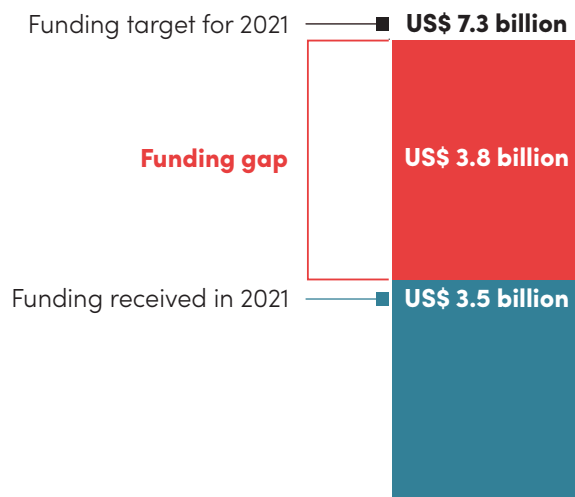 Funding target for 2021 US$ 7.3 billion
Funding gap US$ 3.8 billion
Funding received in 2021 US$ 3.5 billion